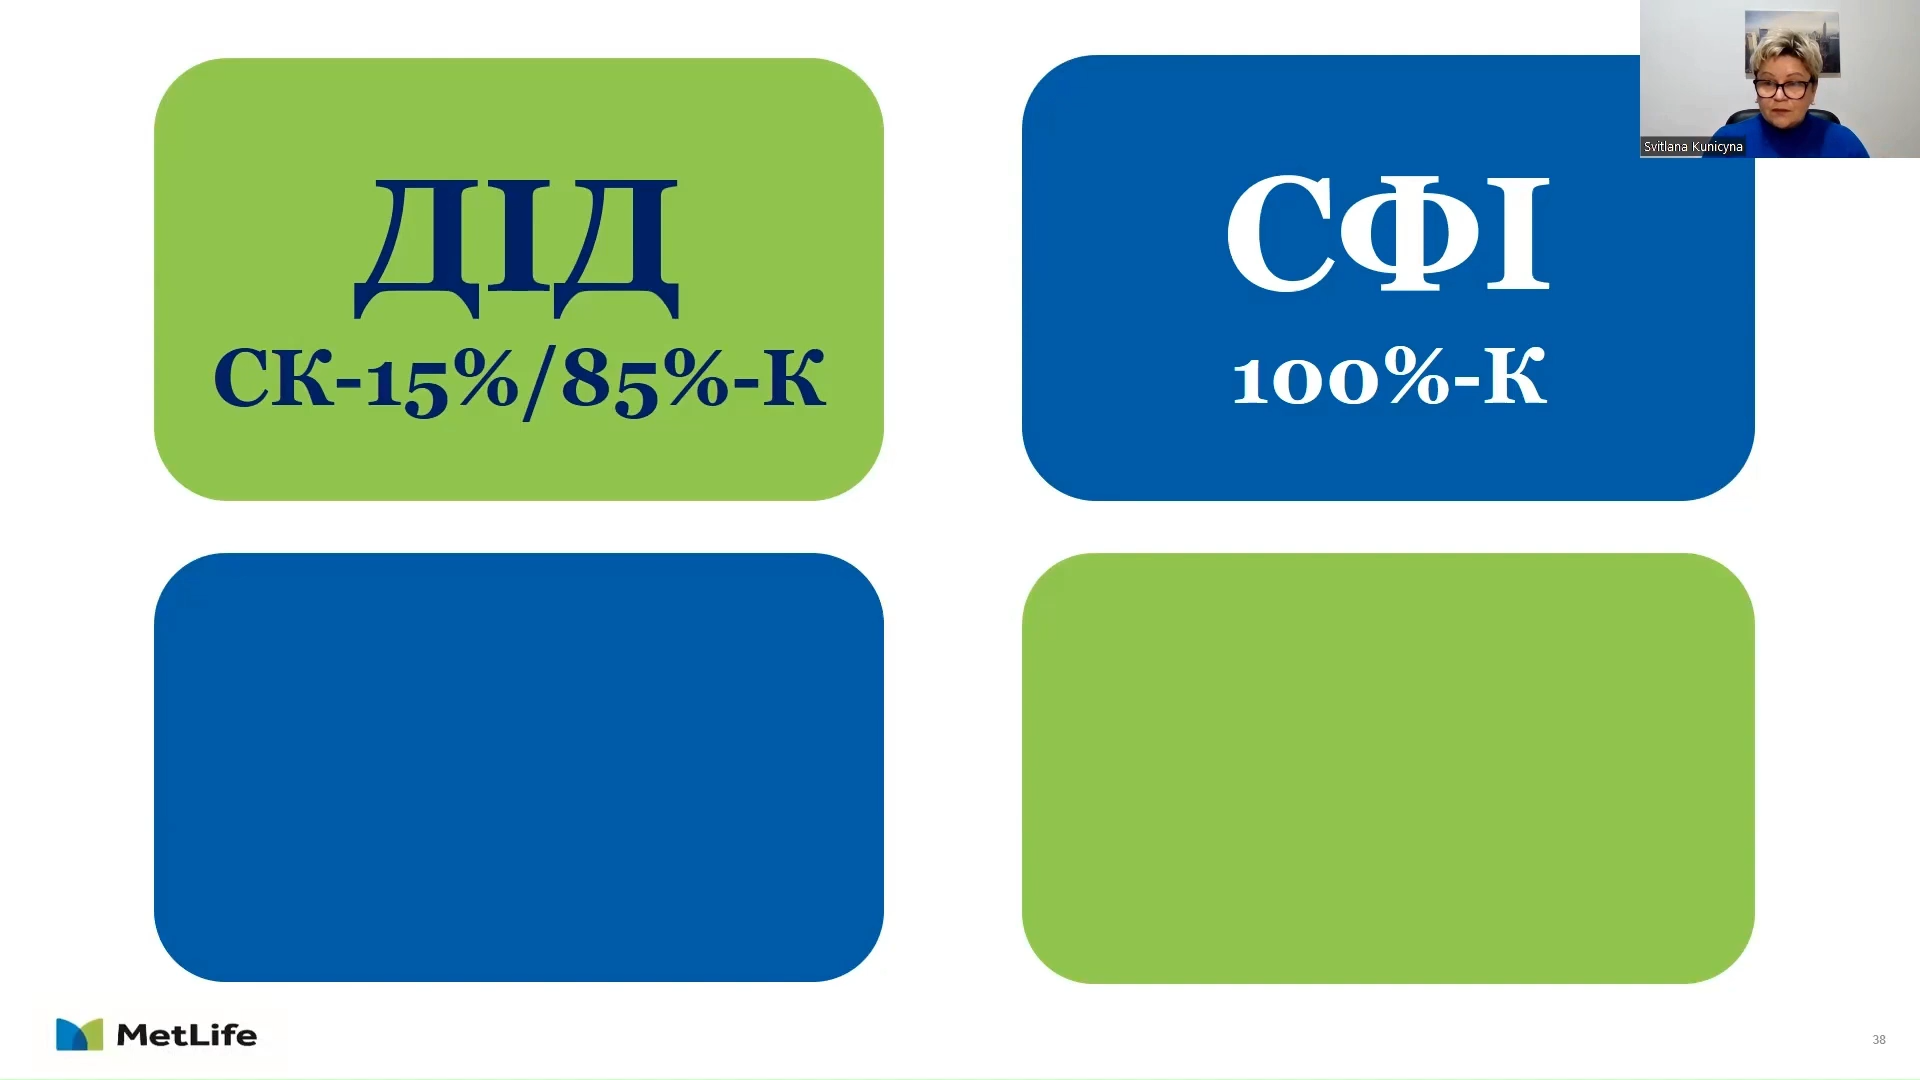 ДІД
СК-15%/85%-К
СФІ
100%-К
Svitlana Kunicyna
MetLife
38